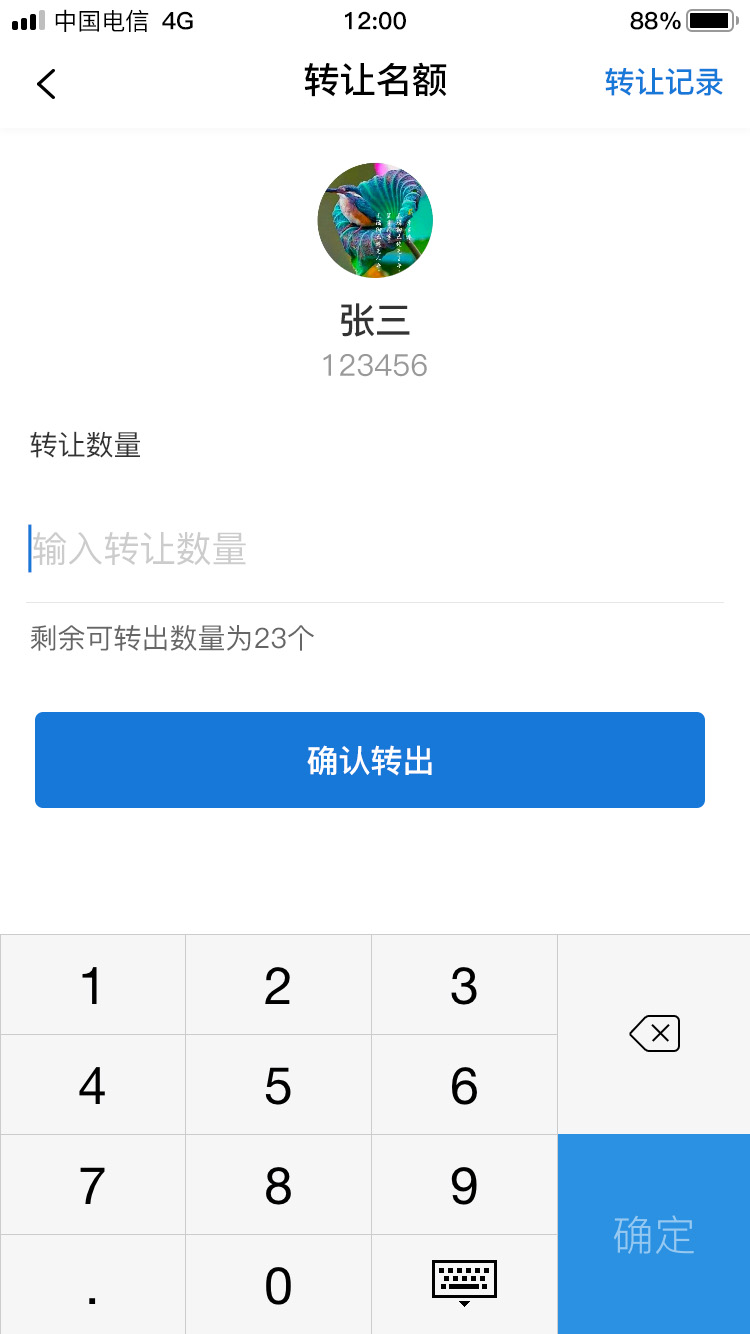 中国电信 4G 12:00 88%
转让名额 转让记录
张三
123456
转让数量
输入转让数量
剩余可转出数量为23个
确认转出
1 2 3
4 5 6
7 8 9 确定
. 0